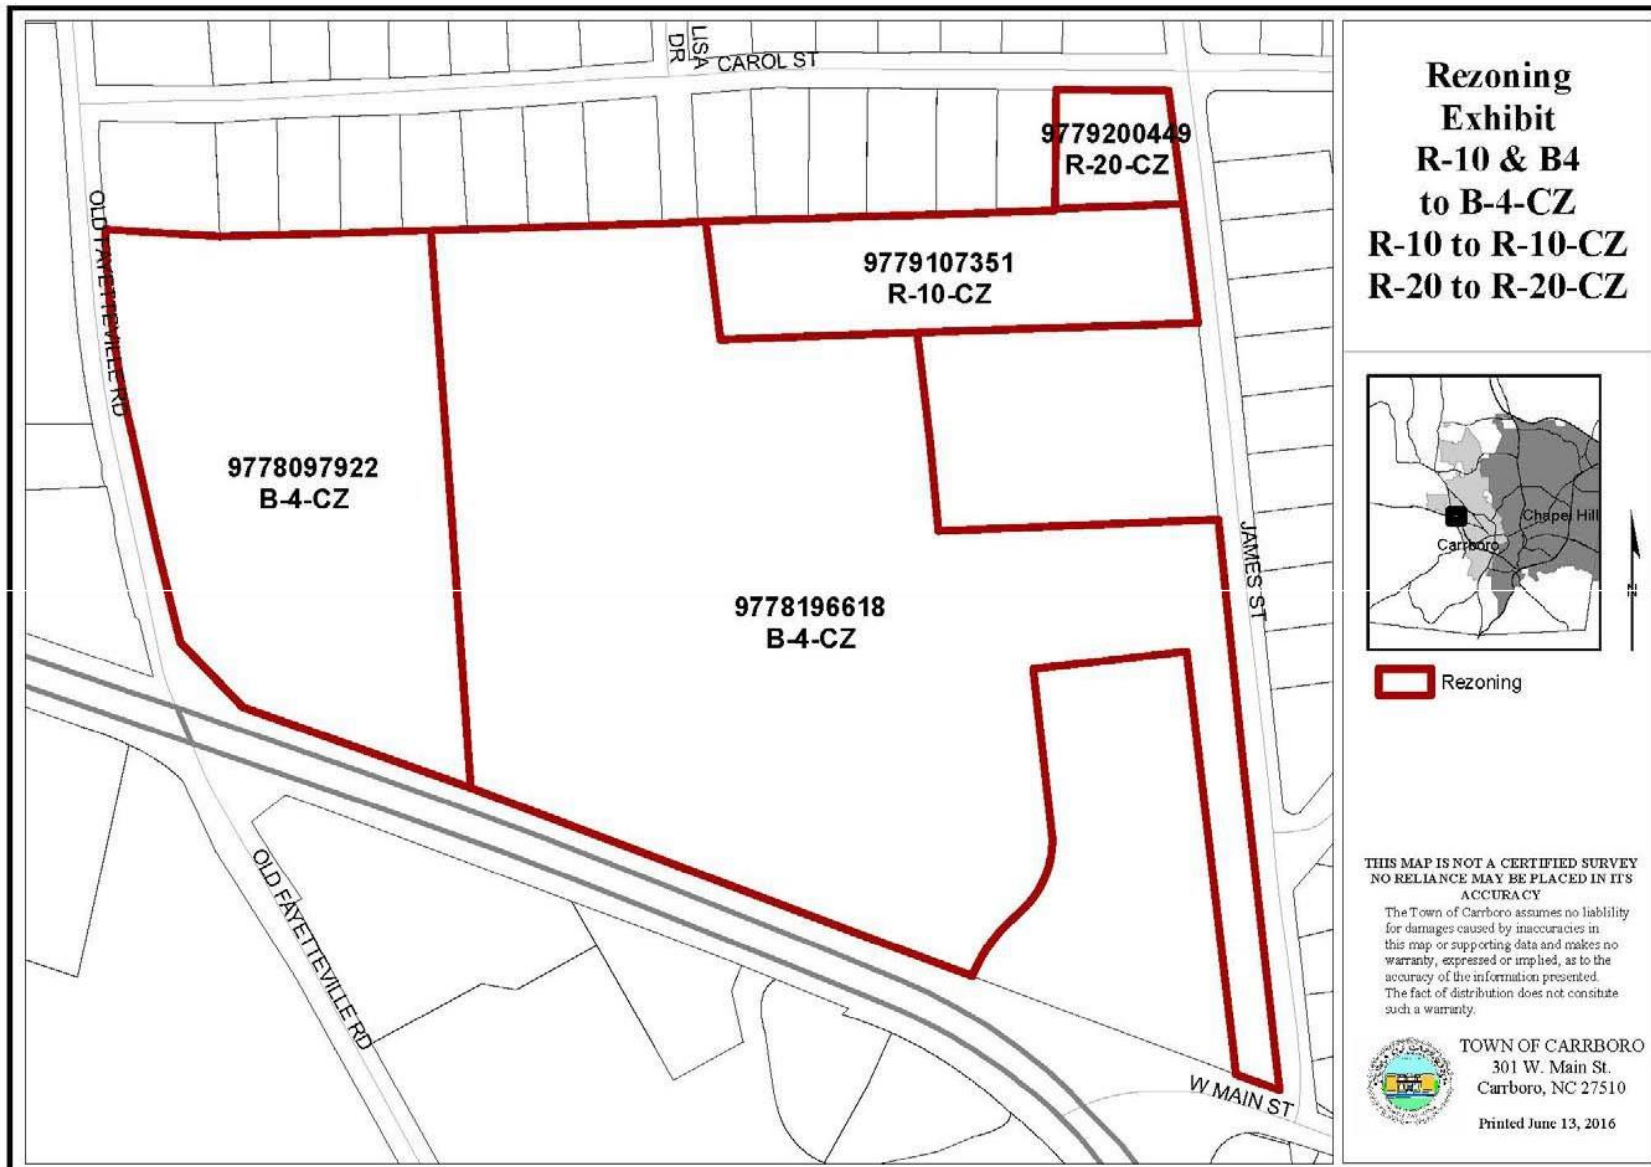 LISA
DR
CAROL ST
9779200449
R-20-CZ
OLD FAYETTEVILLE RD
9779107351
R-10-CZ
9778097922
B-4-CZ
9778196618
B-4-CZ
JAMES ST
OLD FAYETTEVILLE RD
W MAIN ST
Rezoning
Exhibit
R-10 & B4
to B-4-CZ
R-10 to R-10-CZ
R-20 to R-20-CZ
Chapel Hill
Carrboro
Rezoning
THIS MAP IS NOT A CERTIFIED SURVEY
NO RELIANCE MAY BE PLACED IN ITS
ACCURACY
The Town of Carrboro assumes no liablility
for damages caused by inaccuracies in
this map or supporting data and makes no
warranty, expressed or implied, as to the
accuracy of the information presented.
The fact of distribution does not consitute
such a warranty.
TOWN OF CARRBORO
301 W. Main St.
Carrboro, NC 27510
Printed June 13, 2016